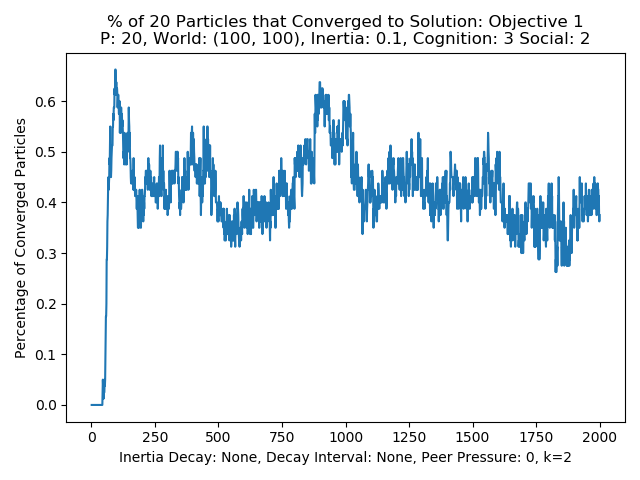 % of 20 Particles that Converged to Solution: Objective 1
P: 20, World: (100, 100), Inertia: 0.1, Cognition: 3 Social: 2
Percentage of Converged Particles
0.6
0.5
0.4
0.3
0.2
0.1
0.0
0 250 500 750 1000 1250 1500 1750 2000
Inertia Decay: None, Decay Interval: None, Peer Pressure: 0, k=2